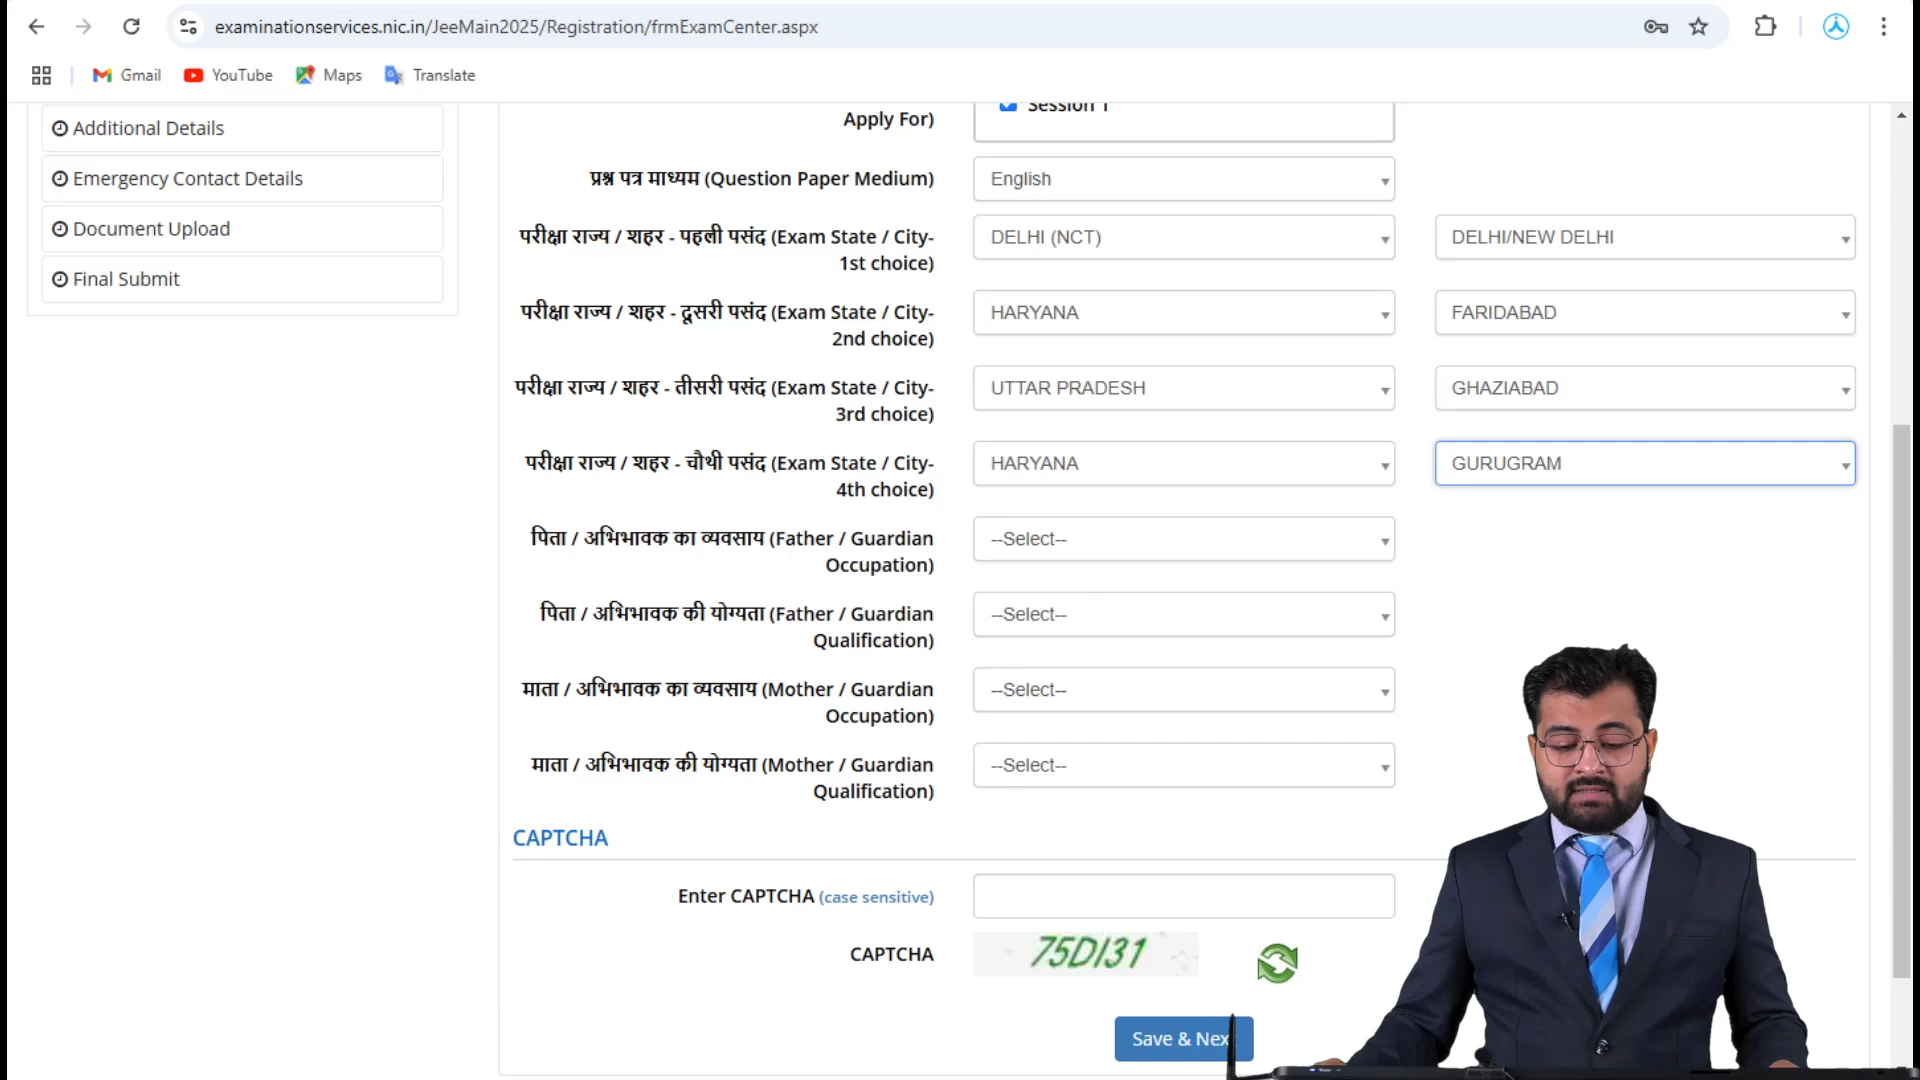 examinationservices.nic.in/JeeMain2025/Registration/frmExamCenter.aspx
Gmail YouTube Maps Translate
Additional Details
Emergency Contact Details
Document Upload
Final Submit
Session 1
Apply For)
प्रश्न पत्र माध्यम (Question Paper Medium) English
परीक्षा राज्य / शहर - पहली पसंद (Exam State / City- DELHI (NCT) DELHI/NEW DELHI
1st choice)
परीक्षा राज्य / शहर - दूसरी पसंद (Exam State / City- HARYANA FARIDABAD
2nd choice)
परीक्षा राज्य / शहर - तीसरी पसंद (Exam State / City- UTTAR PRADESH GHAZIABAD
3rd choice)
परीक्षा राज्य / शहर - चौथी पसंद (Exam State / City- HARYANA GURUGRAM
4th choice)
पिता / अभिभावक का व्यवसाय (Father / Guardian --Select--
Occupation)
पिता / अभिभावक की योग्यता (Father / Guardian --Select--
Qualification)
माता / अभिभावक का व्यवसाय (Mother / Guardian --Select--
Occupation)
माता / अभिभावक की योग्यता (Mother / Guardian --Select--
Qualification)
CAPTCHA
Enter CAPTCHA (case sensitive)
CAPTCHA 75DI31
Save & Nex